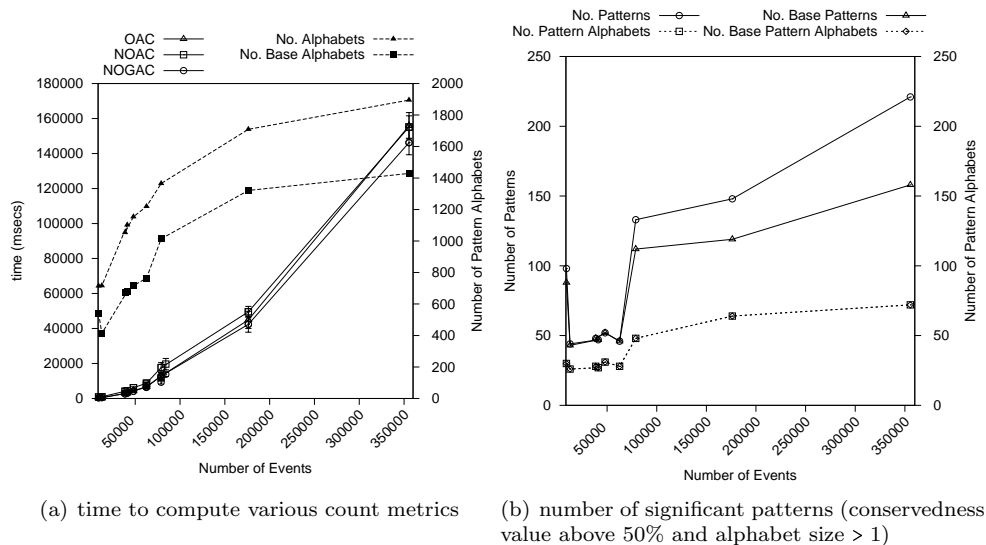 OAC
NOAC
NOGAC
No. Alphabets
No. Base Alphabets
180000
160000
140000
120000
100000
80000
60000
40000
20000
0
time (msecs)
2000
1800
1600
1400
1200
1000
800
600
400
200
0
Number of Pattern Alphabets
50000
100000
150000
200000
250000
300000
350000
Number of Events
(a) time to compute various count metrics
No. Patterns
No. Pattern Alphabets
No. Base Patterns
No. Base Pattern Alphabets
250
200
150
100
50
0
Number of Patterns
250
200
150
100
50
0
Number of Pattern Alphabets
50000
100000
150000
200000
250000
300000
350000
Number of Events
(b) number of significant patterns (conservedness
value above 50% and alphabet size > 1)